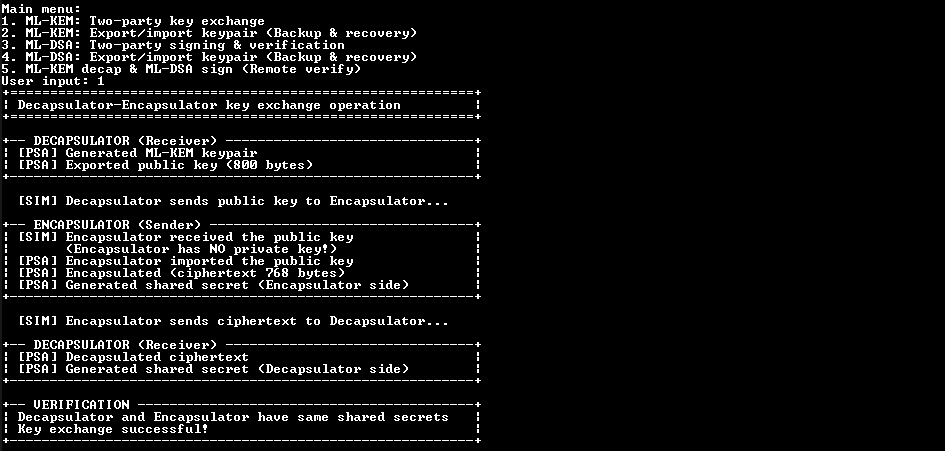 Main menu:
1. ML-KEM: Two-party key exchange
2. ML-KEM: Export/import keypair (Backup & recovery)
3. ML-DSA: Two-party signing & verification
4. ML-DSA: Export/import keypair (Backup & recovery)
5. ML-KEM decap & ML-DSA sign (Remote verify)
User input: 1
+===========================================================+
¦ Decapsulator-Encapsulator key exchange operation          ¦
+===========================================================+

+-- DECAPSULATOR (Receiver) --------------------------------+
¦ [PSA] Generated ML-KEM keypair                            ¦
¦ [PSA] Exported public key (800 bytes)                     ¦
+-----------------------------------------------------------+

  [SIM] Decapsulator sends public key to Encapsulator...

+-- ENCAPSULATOR (Sender) ----------------------------------+
¦ [SIM] Encapsulator received the public key                ¦
¦       (Encapsulator has NO private key!)                  ¦
¦ [PSA] Encapsulator imported the public key                ¦
¦ [PSA] Encapsulated (ciphertext 768 bytes)                 ¦
¦ [PSA] Generated shared secret (Encapsulator side)         ¦
+-----------------------------------------------------------+

  [SIM] Encapsulator sends ciphertext to Decapsulator...

+-- DECAPSULATOR (Receiver) --------------------------------+
¦ [PSA] Decapsulated ciphertext                             ¦
¦ [PSA] Generated shared secret (Decapsulator side)         ¦
+-----------------------------------------------------------+

+-- VERIFICATION -------------------------------------------+
¦ Decapsulator and Encapsulator have same shared secrets    ¦
¦ Key exchange successful!                                  ¦
+-----------------------------------------------------------+